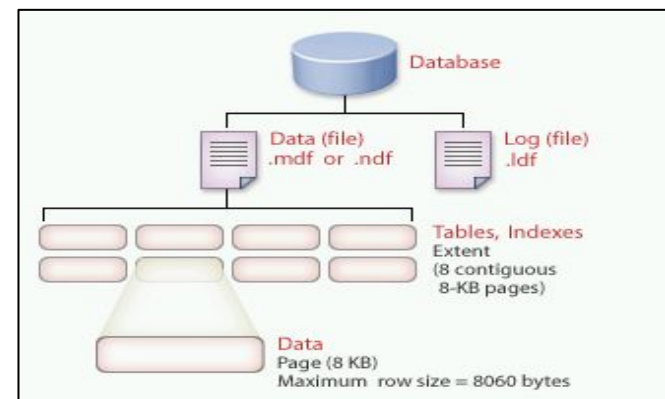 Database
Data (file)
.mdf or .ndf
Log (file)
.ldf
Tables, Indexes
Extent
(8 contiguous
8-KB pages)
Data
Page (8 KB)
Maximum row size = 8060 bytes